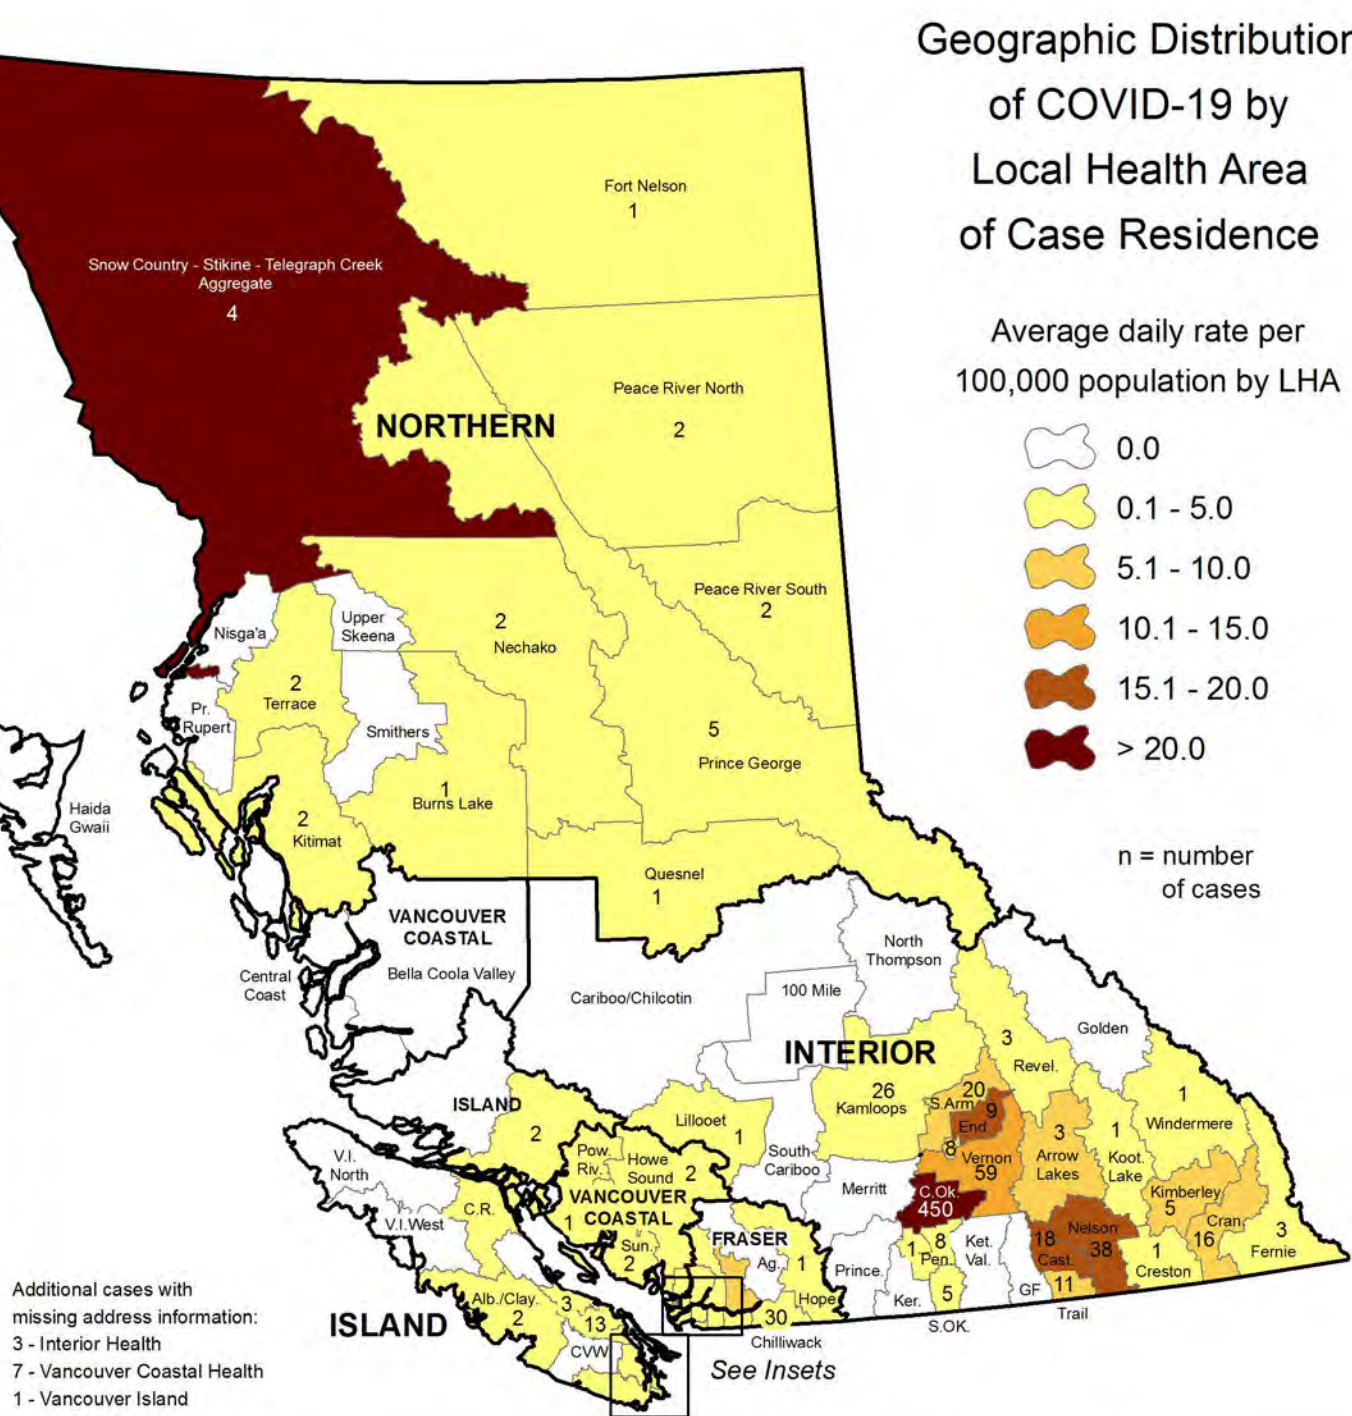 Geographic Distribution
of COVID-19 by
Local Health Area
of Case Residence
Average daily rate per
100,000 population by LHA
0.0
0.1 - 5.0
5.1 - 10.0
10.1 - 15.0
15.1 - 20.0
> 20.0
n = number
of cases
Fort Nelson
1
Snow Country - Stikine - Telegraph Creek
Aggregate
4
Peace River North
2
NORTHERN
Peace River South
2
Nisga'a
Upper
Skeena
2
Nechako
2
Terrace
Pr.
Rupert
Smithers
5
Prince George
1
Burns Lake
2
Kitimat
Haida
Gwaii
Quesnel
1
VANCOUVER
COASTAL
Bella Coola Valley
Central
Coast
North
Thompson
Cariboo/Chilcotin
100 Mile
Golden
INTERIOR
3
Revel.
26
Kamloops
20
S.Arm
9
End.
1
Windermere
ISLAND
2
Lillooet
1
South
Cariboo
8
Vernon
59
3
Arrow
Lakes
1
Koot.
Lake
V.I.
North
Pow.
Riv.
Howe
Sound
2
Merritt
C.Ok.
450
Kimberley
5
V.I.West
C.R.
VANCOUVER
COASTAL
1
Sun.
2
FRASER
Ag.
1
Hope
Prince.
Ker.
1
8
Pen.
5
S.OK.
Ket.
Val.
GF
18
Cast.
Nelson
38
11
Trail
1
Creston
Cran.
16
3
Fernie
30
Chilliwack
Alb./Clay.
2
3
13
CVW
ISLAND
See Insets
Additional cases with
missing address information:
3 - Interior Health
7 - Vancouver Coastal Health
1 - Vancouver Island